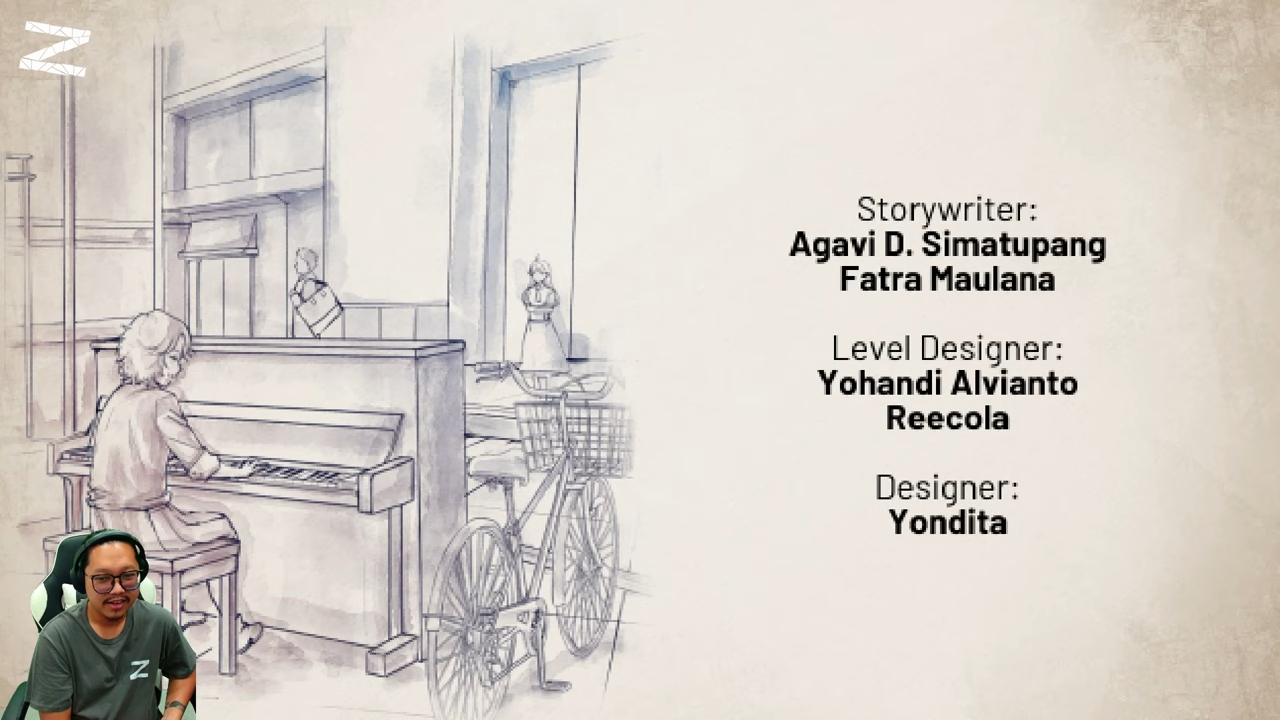 Z
Storywriter:
Agavi D. Simatupang
Fatra Maulana
Level Designer:
Yohandi Alvianto
Reecola
Designer:
Yondita
Z